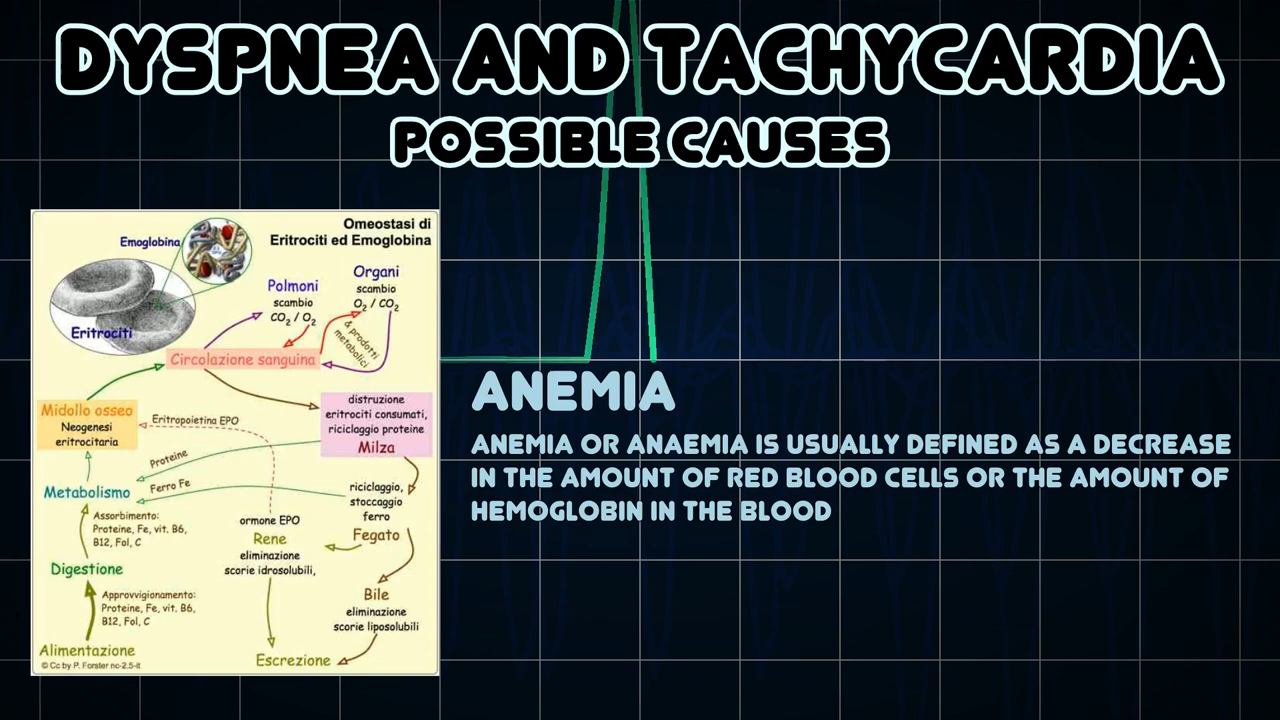 DYSPNEA AND TACHYCARDIA
POSSIBLE CAUSES
Omeostasi di
Eritrociti ed Emoglobina
Emoglobina
Eritrociti
Polmoni
scambio
CO2 / O2
Organi
scambio
O2 / CO2
& prodotti
metabolici
Circolazione sanguina
Midollo osseo
Neogenesi
eritrocitaria
Eritropoietina EPO
distruzione
eritrociti consumati,
riciclaggio proteine
Milza
Proteine
Ferro Fe
Metabolismo
riciclaggio,
stoccaggio
ferro
Fegato
Assorbimento:
Proteine, Fe, vit. B6,
B12, Fol, C
ormone EPO
Rene
eliminazione
scorie idrosolubili,
Digestione
Approvvigionamento:
Proteine, Fe, vit. B6,
B12, Fol, C
Bile
eliminazione
scorie liposolubili
Alimentazione
Escrezione
© Cc by P. Forster nc-2.5-it
ANEMIA
ANEMIA OR ANAEMIA IS USUALLY DEFINED AS A DECREASE
IN THE AMOUNT OF RED BLOOD CELLS OR THE AMOUNT OF
HEMOGLOBIN IN THE BLOOD